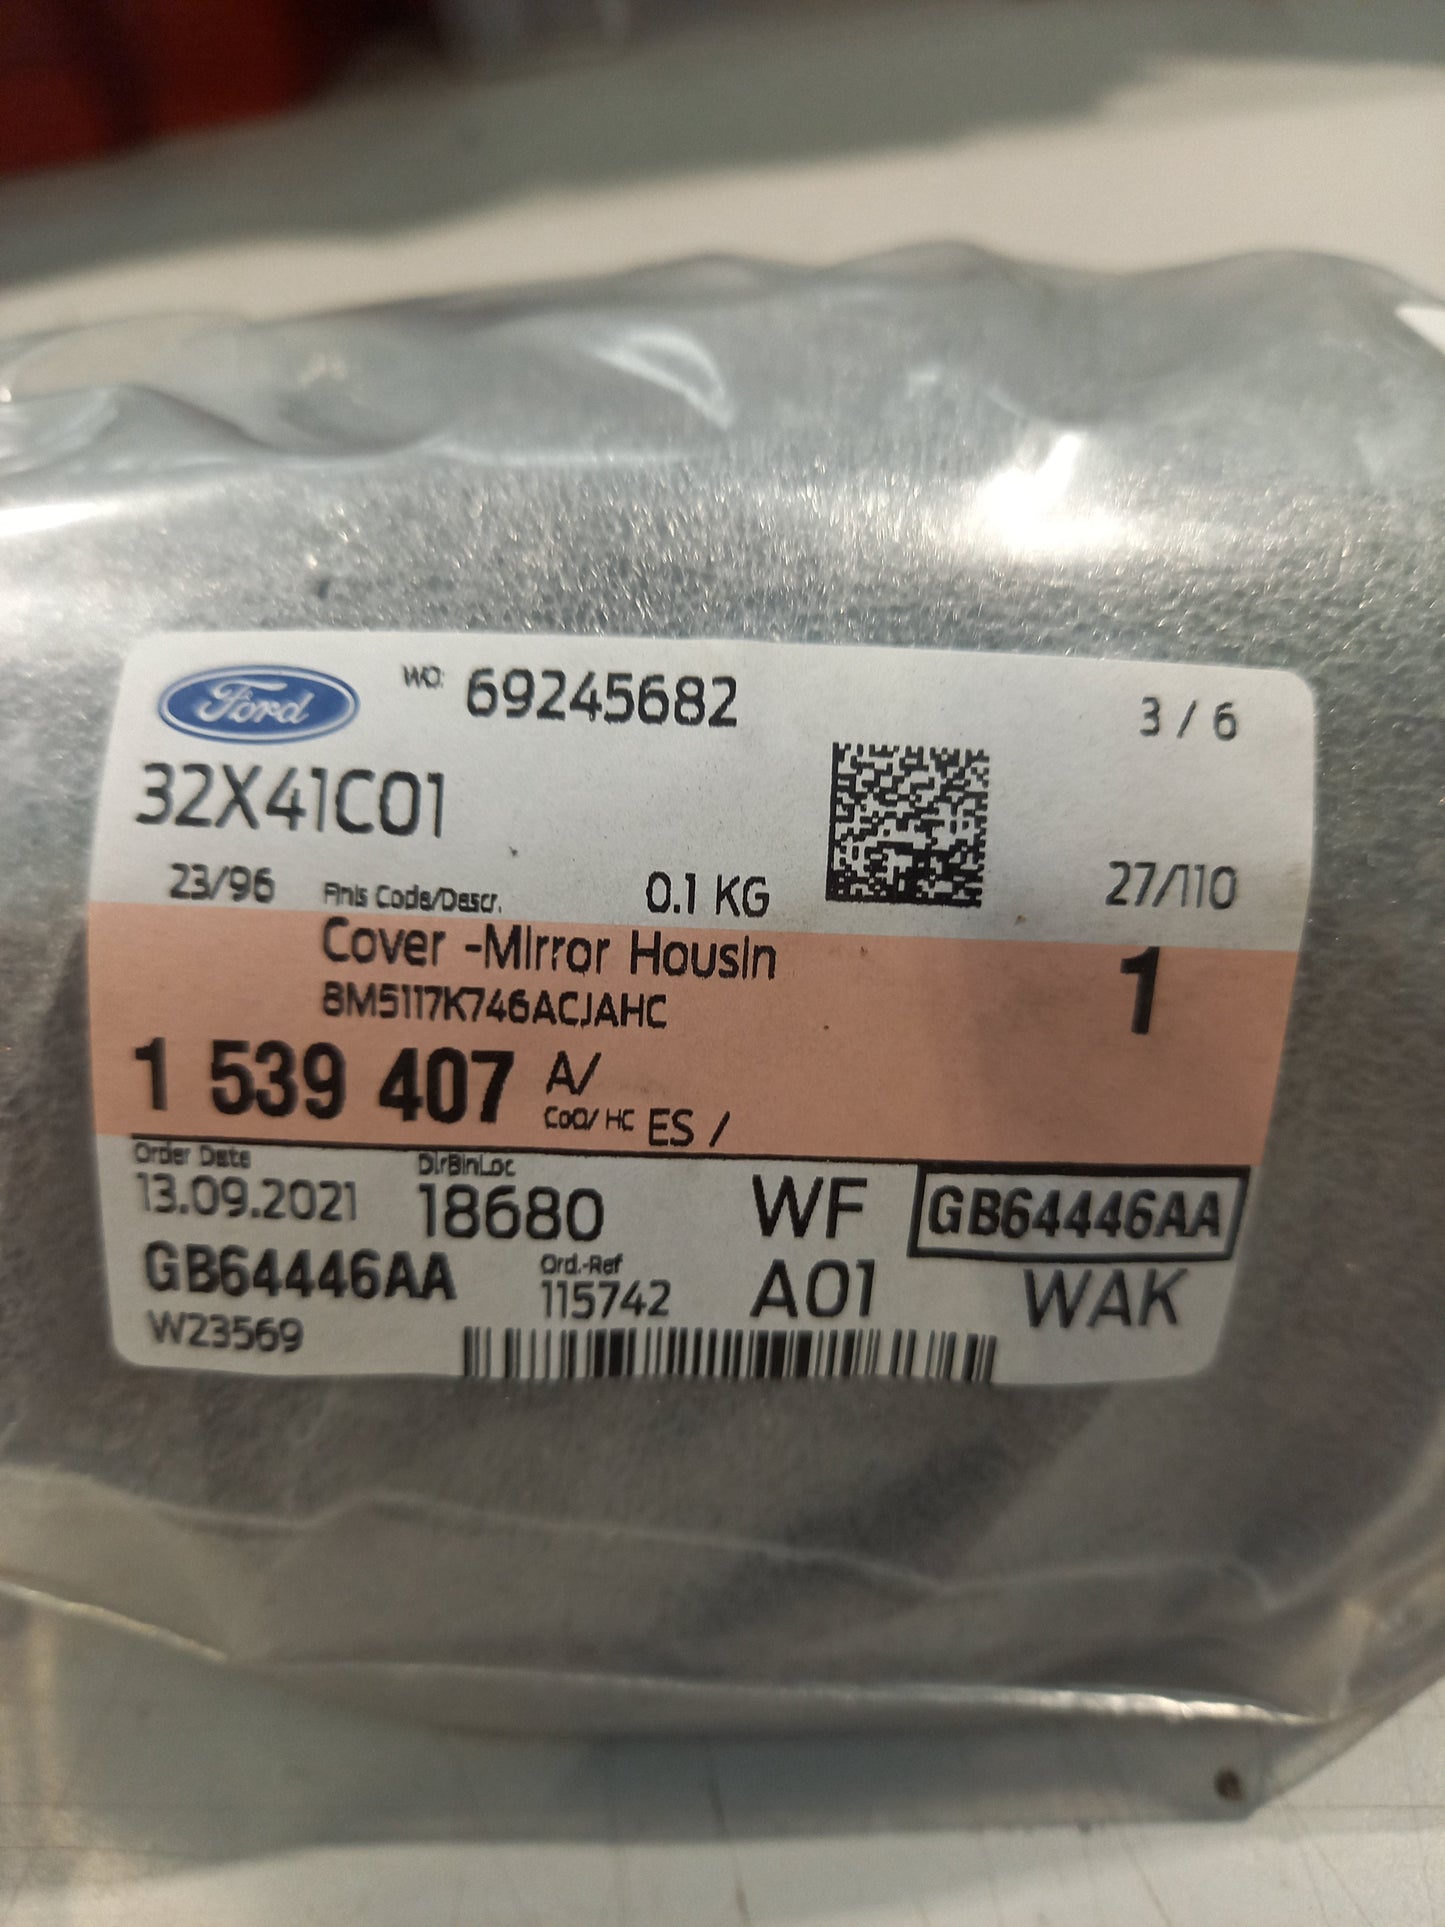 Ford WO: 69245682 3 / 6
32X41C01
23/96 Finis Code/Descr. 0.1 KG 27/110
Cover -Mirror Housin 1
8M5117K746ACJAHC
1 539 407 A/
CoO/HC ES /
Order Date DlrBinLoc
13.09.2021 18680 WF GB64446AA
GB64446AA Ord.-Ref
115742 A01 WAK
W23569